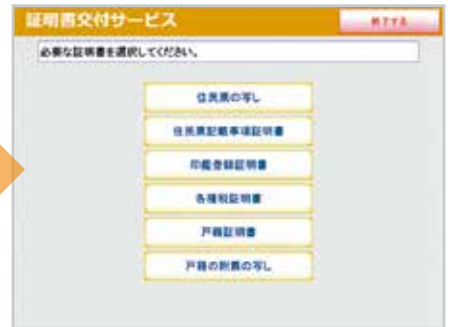 証明書交付サービス
終了する
必要な証明書を選択してください。
住民票の写し
住民票記載事項証明書
印鑑登録証明書
各種税証明書
戸籍証明書
戸籍の附票の写し